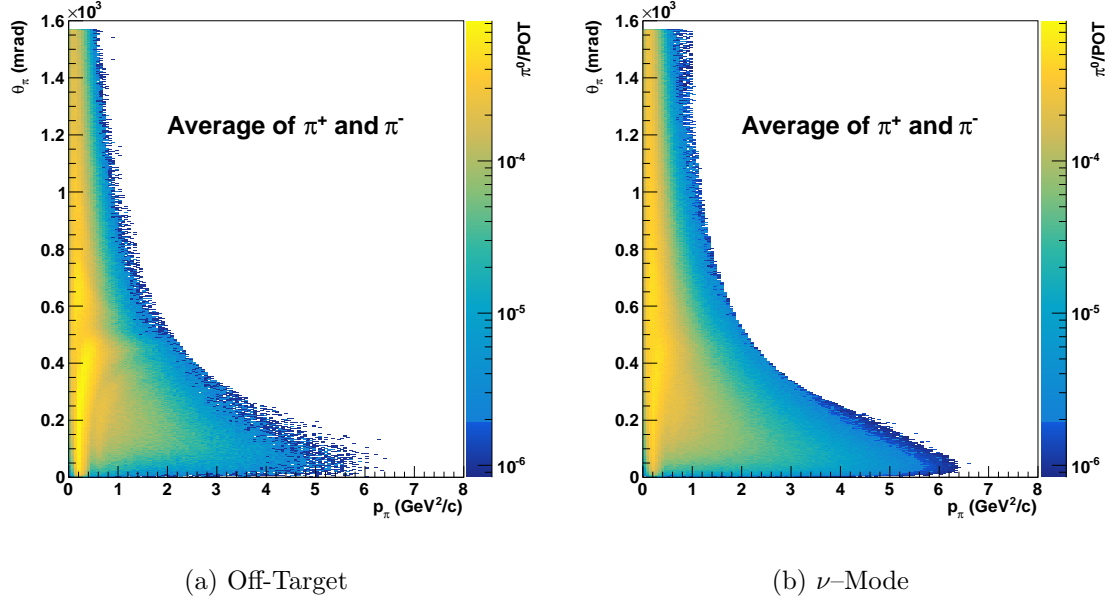 ×10³
1.6
1.4
1.2
1
0.8
0.6
0.4
0.2
0
θπ (mrad)
Average of π⁺ and π⁻
0 1 2 3 4 5 6 7 8
pπ (GeV²/c)
π⁰/POT
10⁻⁴
10⁻⁵
10⁻⁶
(a) Off-Target
×10³
1.6
1.4
1.2
1
0.8
0.6
0.4
0.2
0
θπ (mrad)
Average of π⁺ and π⁻
0 1 2 3 4 5 6 7 8
pπ (GeV²/c)
π⁰/POT
10⁻⁴
10⁻⁵
10⁻⁶
(b) ν–Mode